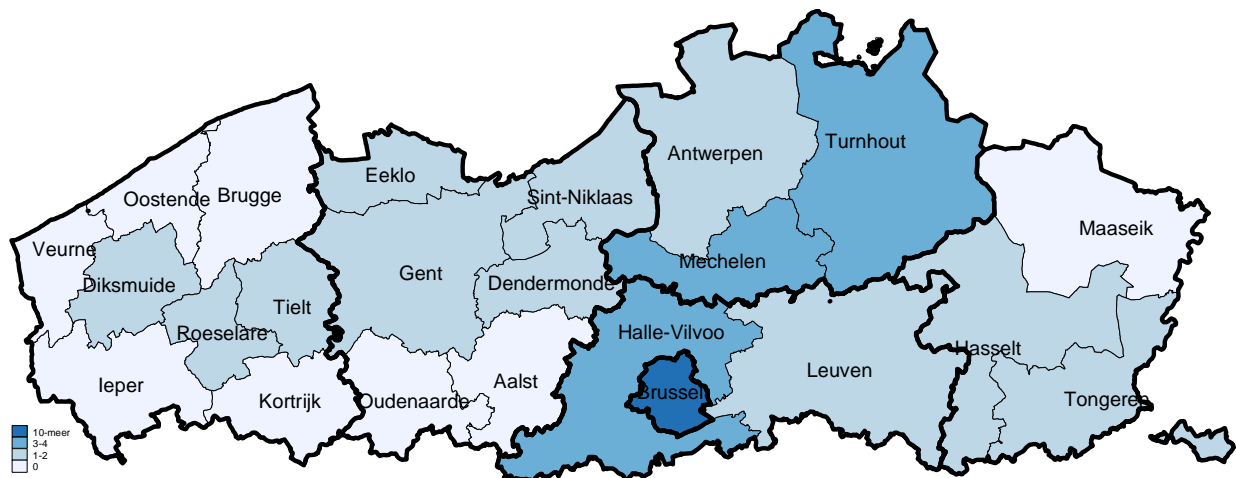 Turnhout
Antwerpen
Eeklo
Brugge
Oostende
Sint-Niklaas
Maaseik
Veurne
Mechelen
Gent
Diksmuide
Dendermonde
Tielt
Roeselare
Halle-Vilvoo
Hasselt
Leuven
Aalst
Ieper
Brussel
Kortrijk
Oudenaarde
Tongeren
10-meer
3-4
1-2
0